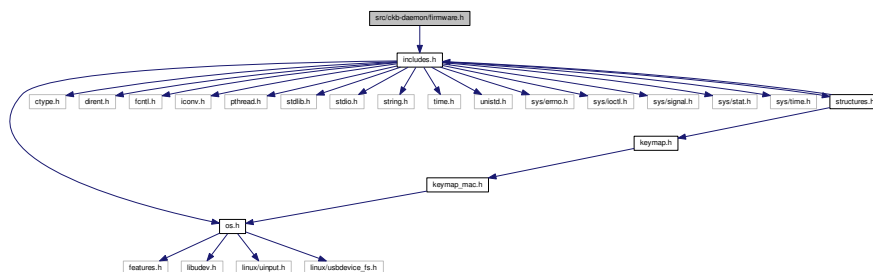 src/ckb-daemon/firmware.h
includes.h
ctype.h
dirent.h
fcntl.h
iconv.h
pthread.h
stdlib.h
stdio.h
string.h
time.h
unistd.h
sys/errno.h
sys/ioctl.h
sys/signal.h
sys/stat.h
sys/time.h
structures.h
keymap.h
keymap_mac.h
os.h
features.h
libudev.h
linux/uinput.h
linux/usbdevice_fs.h